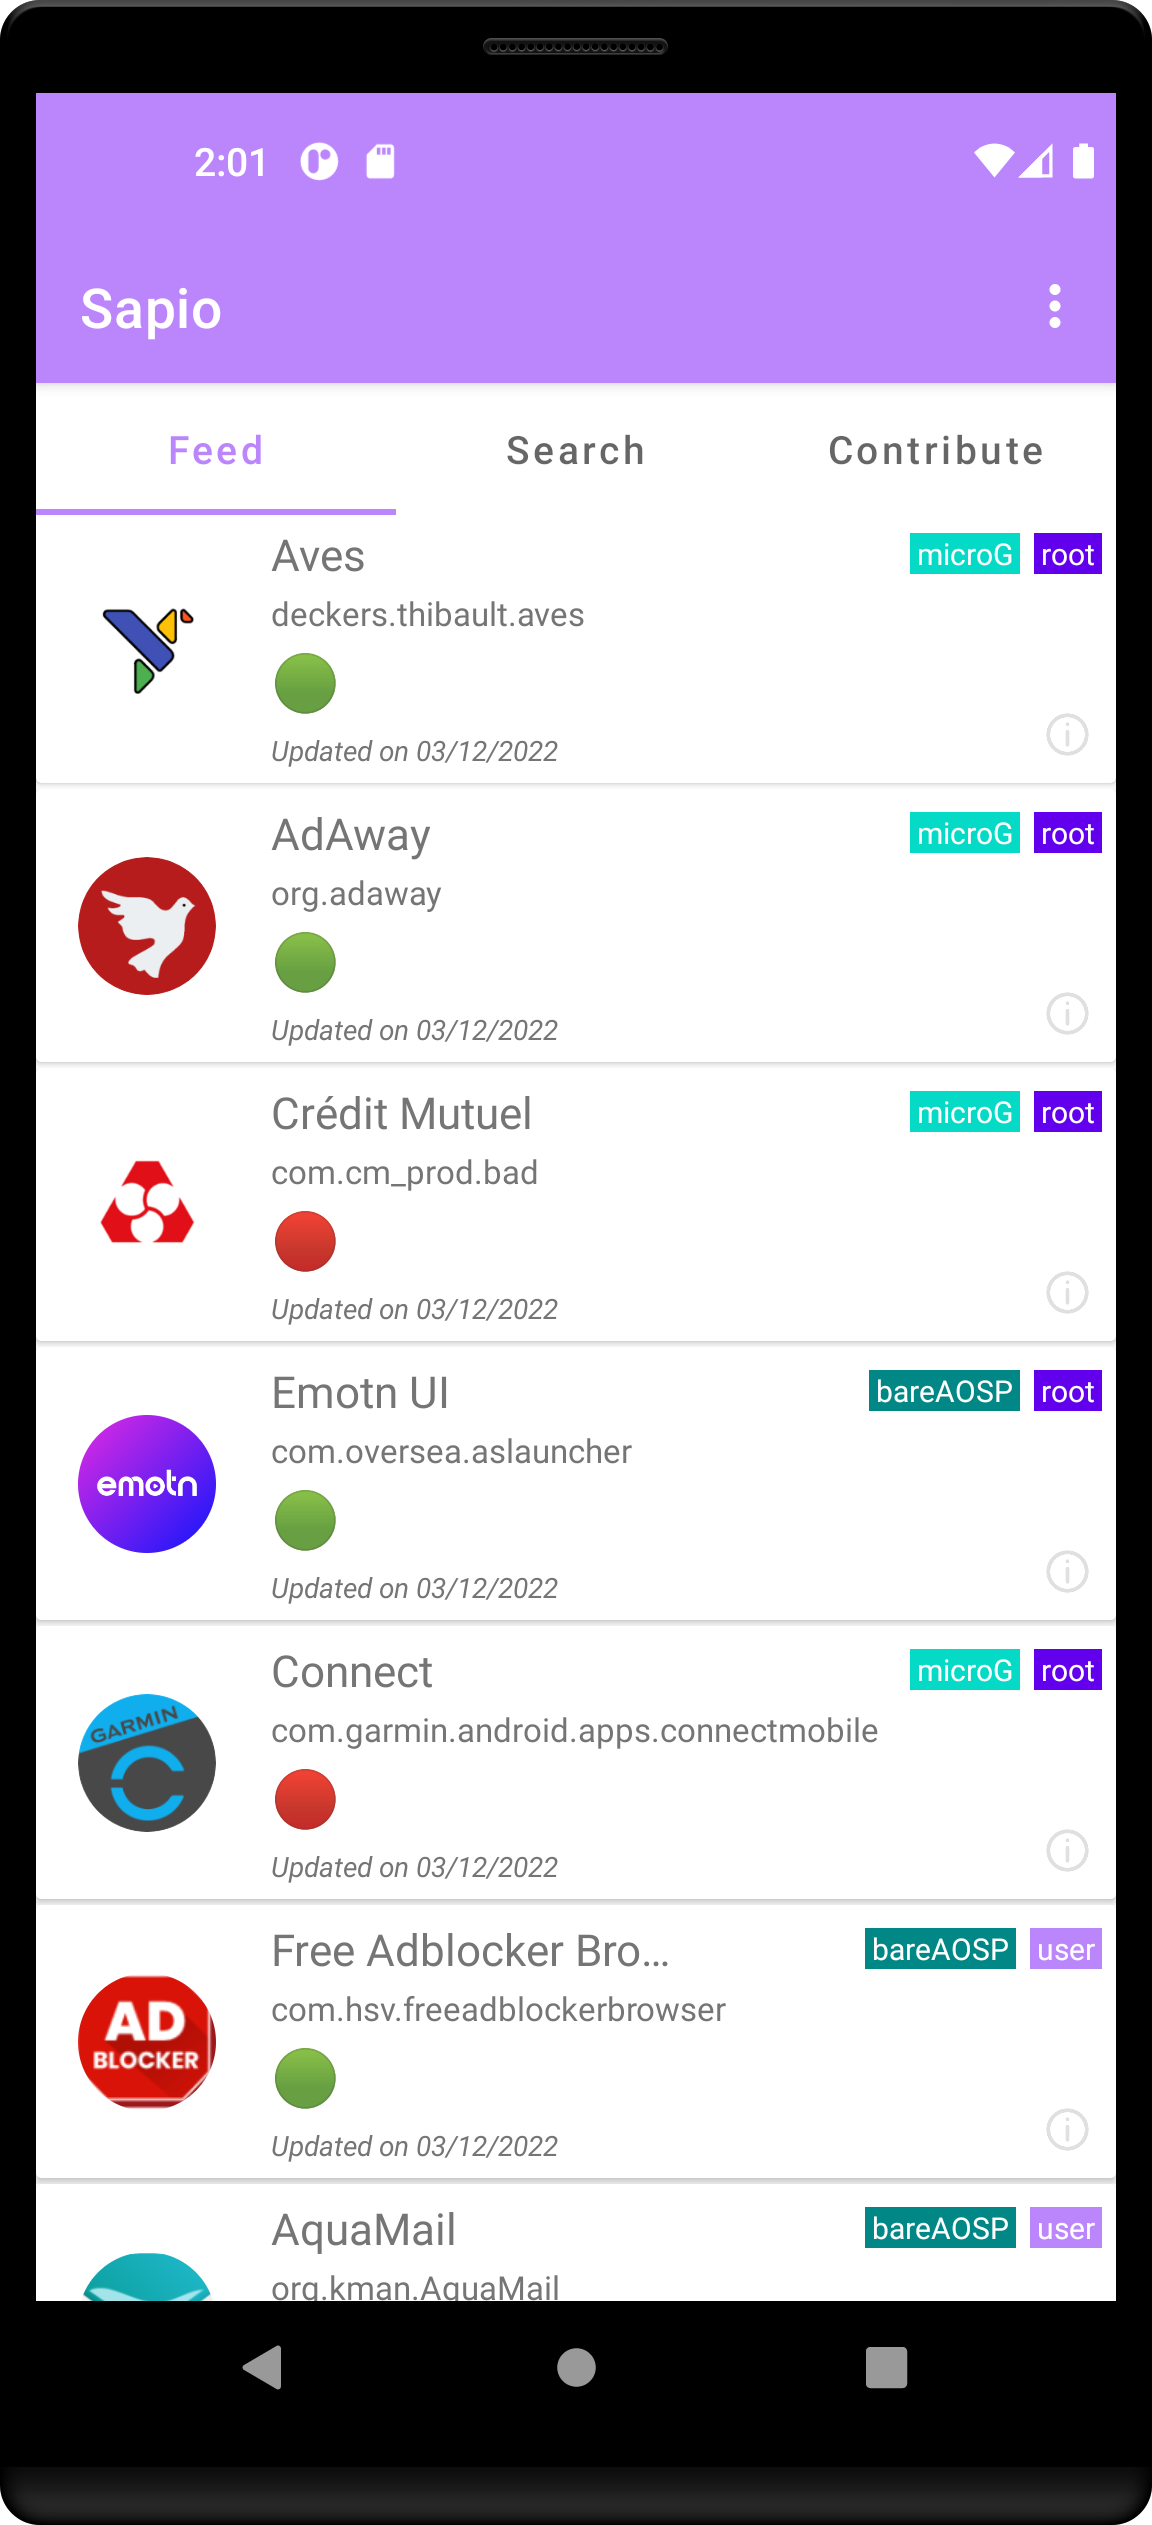 2:01
Sapio
Feed Search Contribute
Aves microG root
deckers.thibault.aves
Updated on 03/12/2022
AdAway microG root
org.adaway
Updated on 03/12/2022
Crédit Mutuel microG root
com.cm_prod.bad
Updated on 03/12/2022
Emotn UI bareAOSP root
com.oversea.aslauncher
emotn
Updated on 03/12/2022
Connect microG root
GARMIN
com.garmin.android.apps.connectmobile
Updated on 03/12/2022
Free Adblocker Bro... bareAOSP user
com.hsv.freeadblockerbrowser
AD
BLOCKER
Updated on 03/12/2022
AquaMail bareAOSP user
org.kman.AquaMail